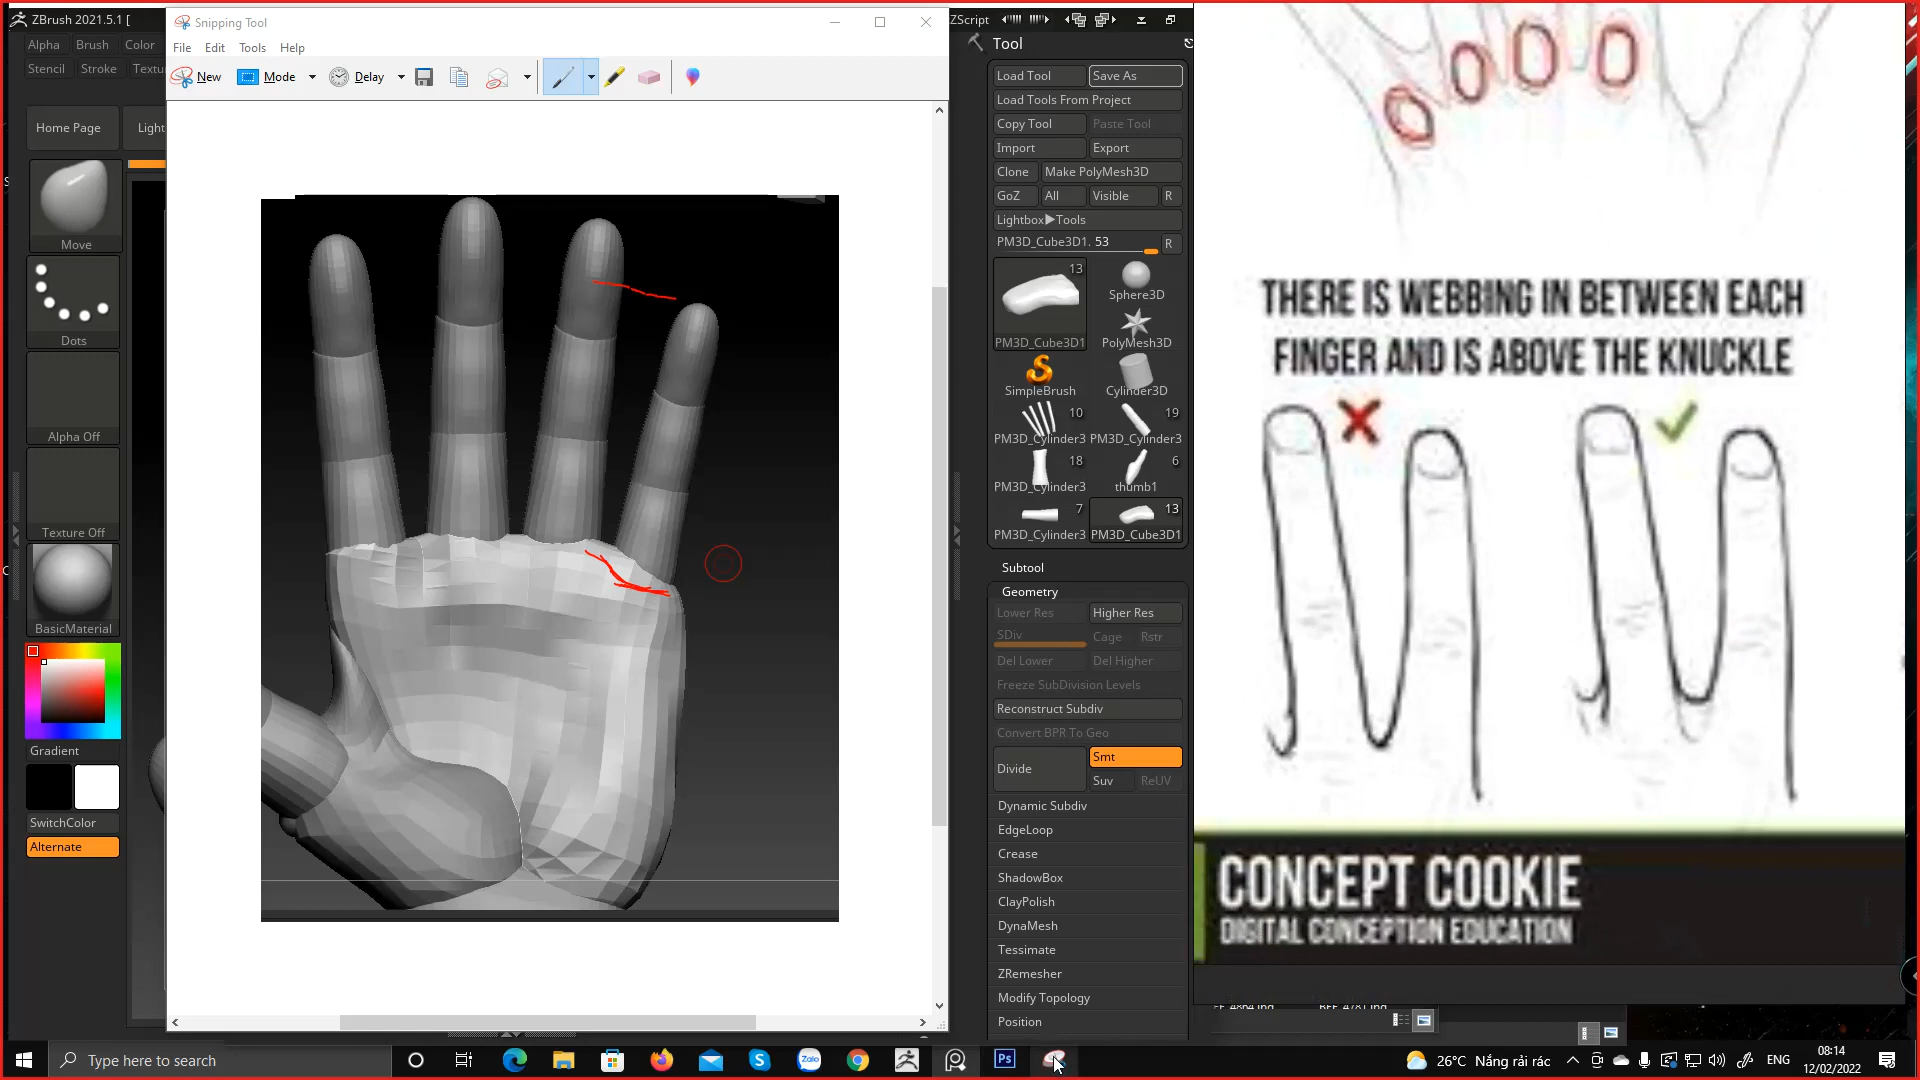 ZBrush 2021.5.1 [
Alpha Brush Color
Stencil Stroke Textu
Home Page Light
Move
Dots
Alpha Off
Texture Off
BasicMaterial
Gradient
SwitchColor
Alternate
Snipping Tool
File Edit Tools Help
New Mode Delay
ZScript
Tool
Load Tool Save As
Load Tools From Project
Copy Tool Paste Tool
Import Export
Clone Make PolyMesh3D
GoZ All Visible R
Lightbox▶Tools
PM3D_Cube3D1. 53 R
13
PM3D_Cube3D1
Sphere3D
PolyMesh3D
SimpleBrush Cylinder3D
10 19
PM3D_Cylinder3 PM3D_Cylinder3
18 6
PM3D_Cylinder3 thumb1
7 13
PM3D_Cylinder3 PM3D_Cube3D1
Subtool
Geometry
Lower Res Higher Res
SDiv Cage Rstr
Del Lower Del Higher
Freeze SubDivision Levels
Reconstruct Subdiv
Convert BPR To Geo
Divide Smt
Suv ReUV
Dynamic Subdiv
EdgeLoop
Crease
ShadowBox
ClayPolish
DynaMesh
Tessimate
ZRemesher
Modify Topology
Position
THERE IS WEBBING IN BETWEEN EACH
FINGER AND IS ABOVE THE KNUCKLE
CONCEPT COOKIE
DIGITAL CONCEPTION EDUCATION
Type here to search
Zalo
Ps
26°C Nắng rải rác
ENG
08:14
12/02/2022